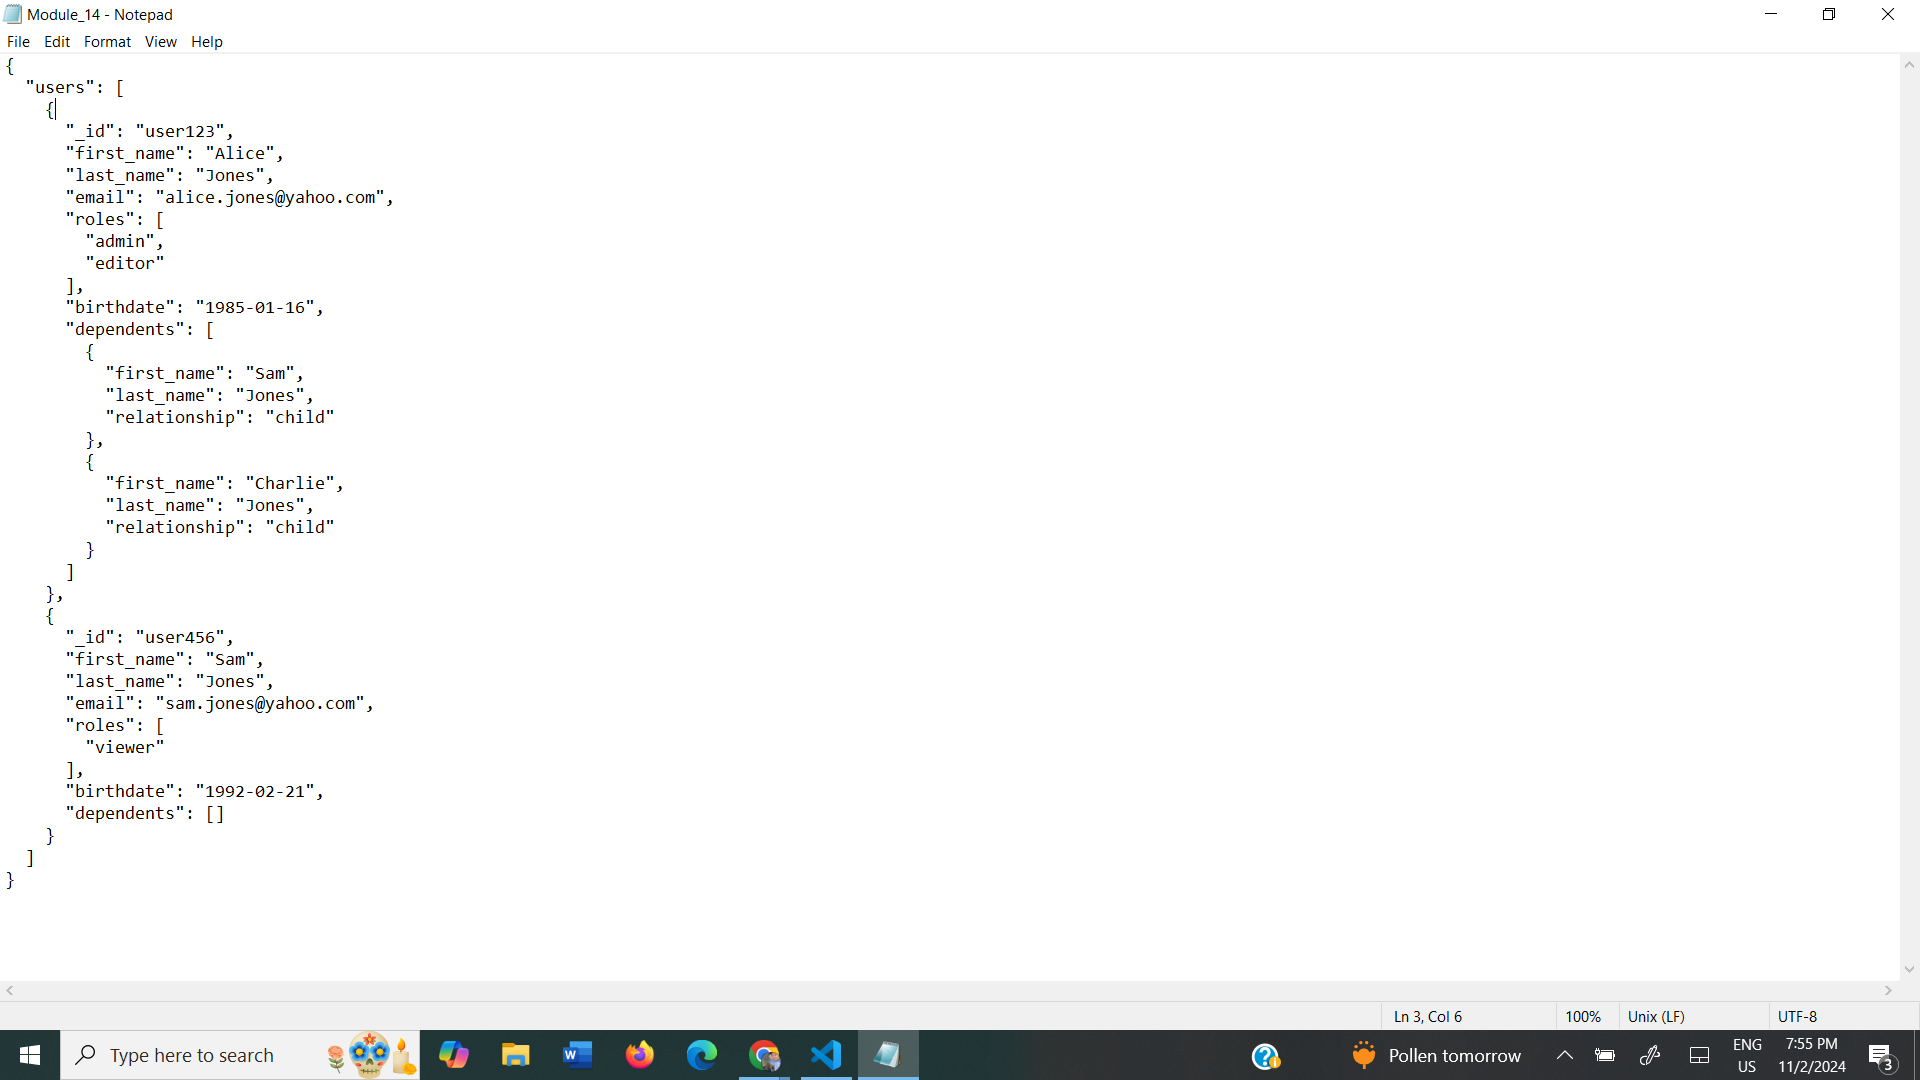 Module_14 - Notepad
File Edit Format View Help
{
  "users": [
    {
      "_id": "user123",
      "first_name": "Alice",
      "last_name": "Jones",
      "email": "alice.jones@yahoo.com",
      "roles": [
        "admin",
        "editor"
      ],
      "birthdate": "1985-01-16",
      "dependents": [
        {
          "first_name": "Sam",
          "last_name": "Jones",
          "relationship": "child"
        },
        {
          "first_name": "Charlie",
          "last_name": "Jones",
          "relationship": "child"
        }
      ]
    },
    {
      "_id": "user456",
      "first_name": "Sam",
      "last_name": "Jones",
      "email": "sam.jones@yahoo.com",
      "roles": [
        "viewer"
      ],
      "birthdate": "1992-02-21",
      "dependents": []
    }
  ]
}
Ln 3, Col 6 100% Unix (LF) UTF-8
Type here to search
Pollen tomorrow
ENG
US
7:55 PM
11/2/2024
3